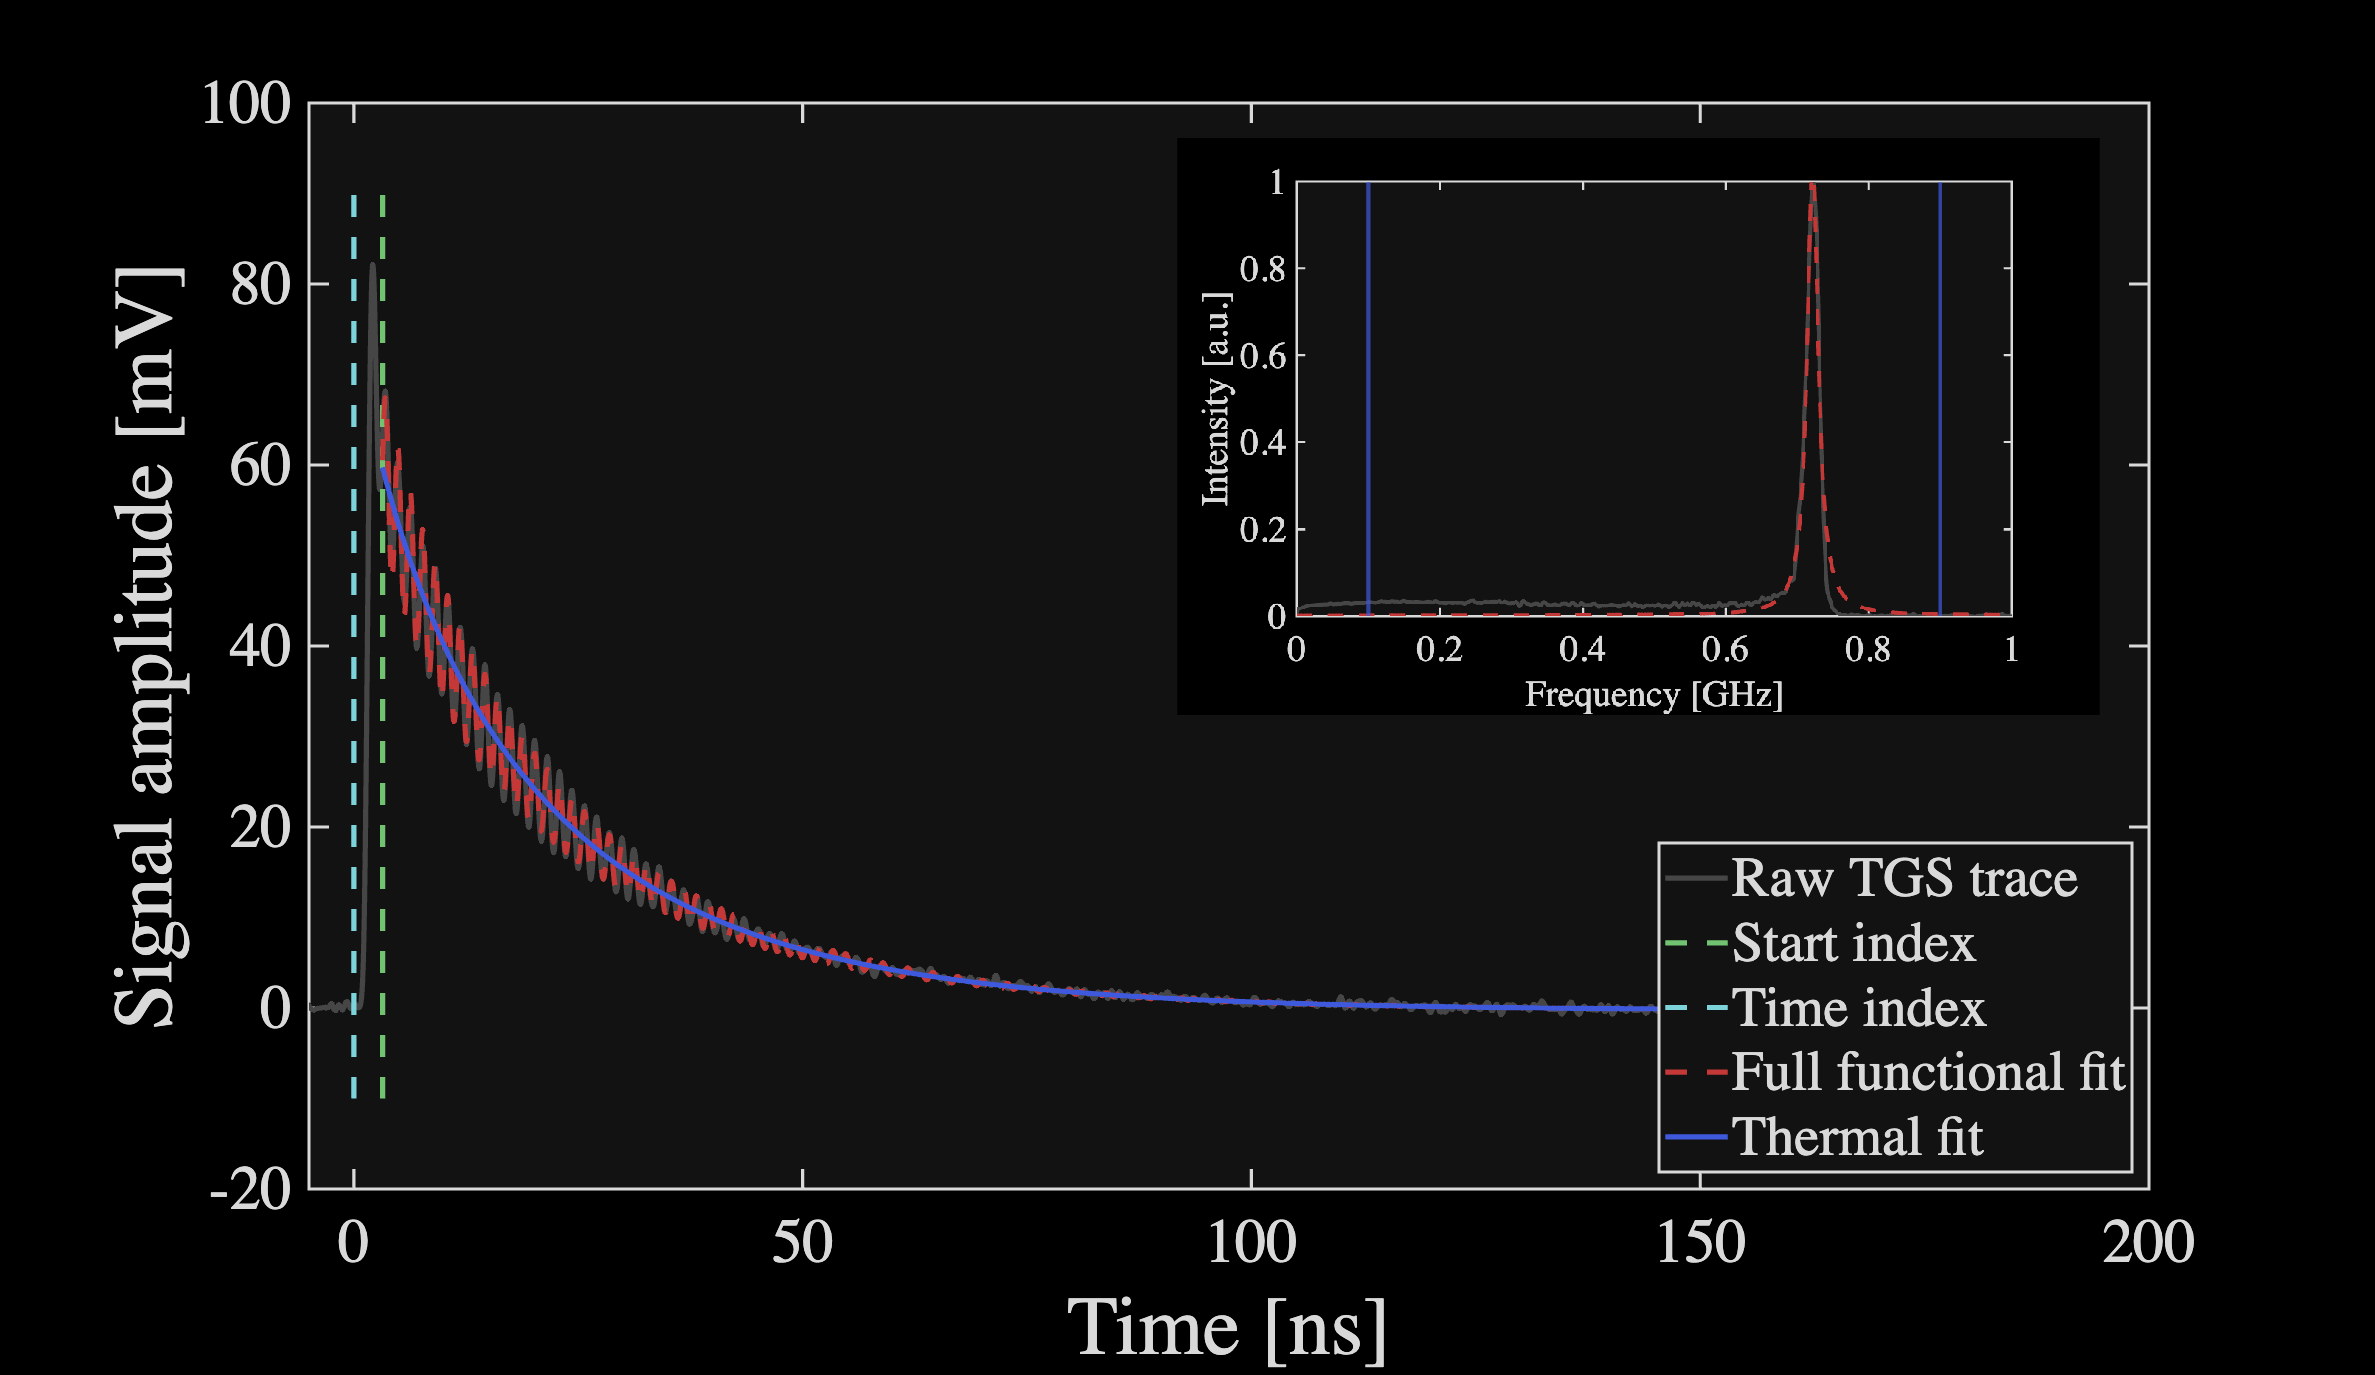 100
80
60
40
20
0
-20
Signal amplitude [mV]
0
50
100
150
200
Time [ns]
1
0.8
0.6
0.4
0.2
0
Intensity [a.u.]
0
0.2
0.4
0.6
0.8
1
Frequency [GHz]
Raw TGS trace
Start index
Time index
Full functional fit
Thermal fit